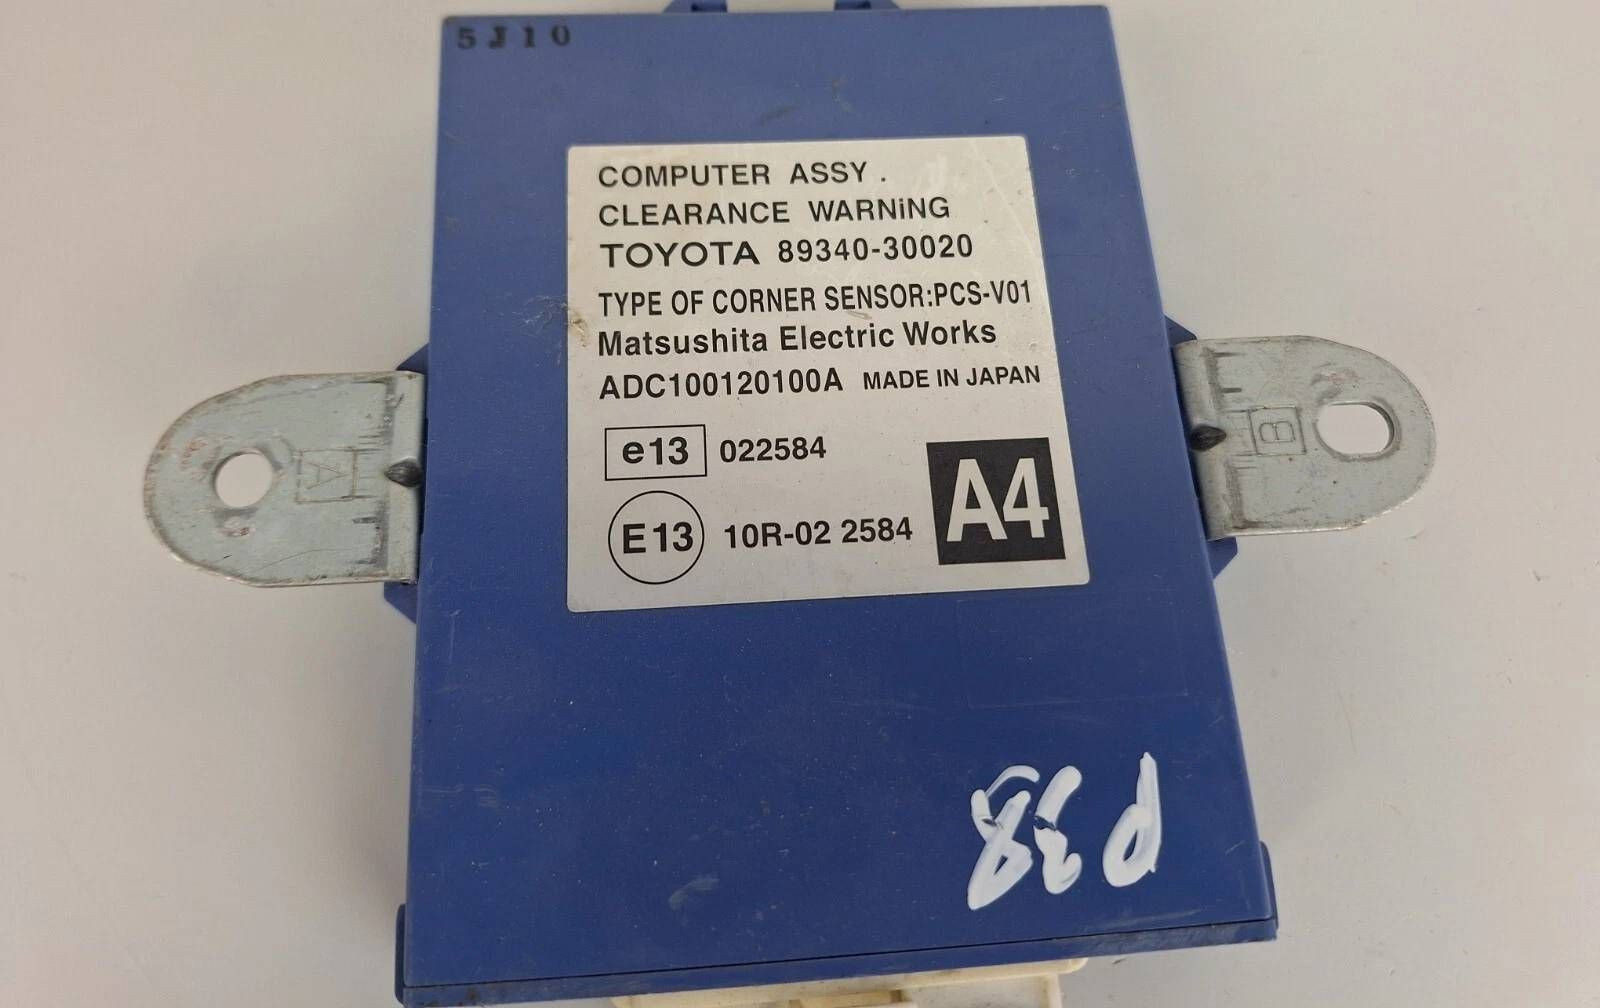 5J10
COMPUTER ASSY.
CLEARANCE WARNiNG
TOYOTA 89340-30020
TYPE OF CORNER SENSOR:PCS-V01
Matsushita Electric Works
ADC100120100A MADE IN JAPAN
e13 022584
E13 10R-02 2584
A4
A
B